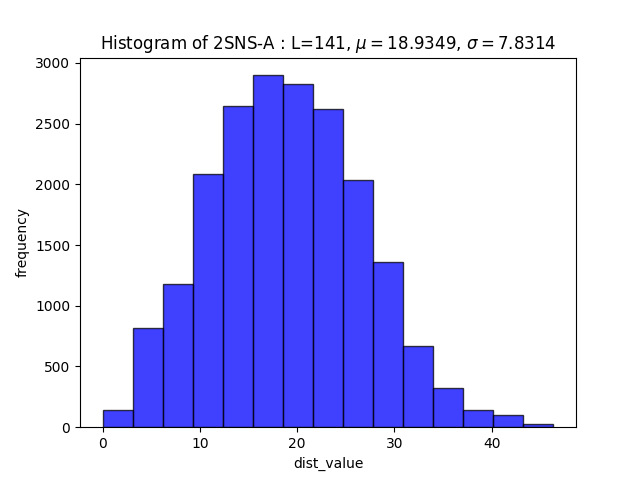 Histogram of 2SNS-A : L=141, μ = 18.9349, σ = 7.8314
3000
2500
2000
1500
1000
500
0
frequency
0 10 20 30 40
dist_value